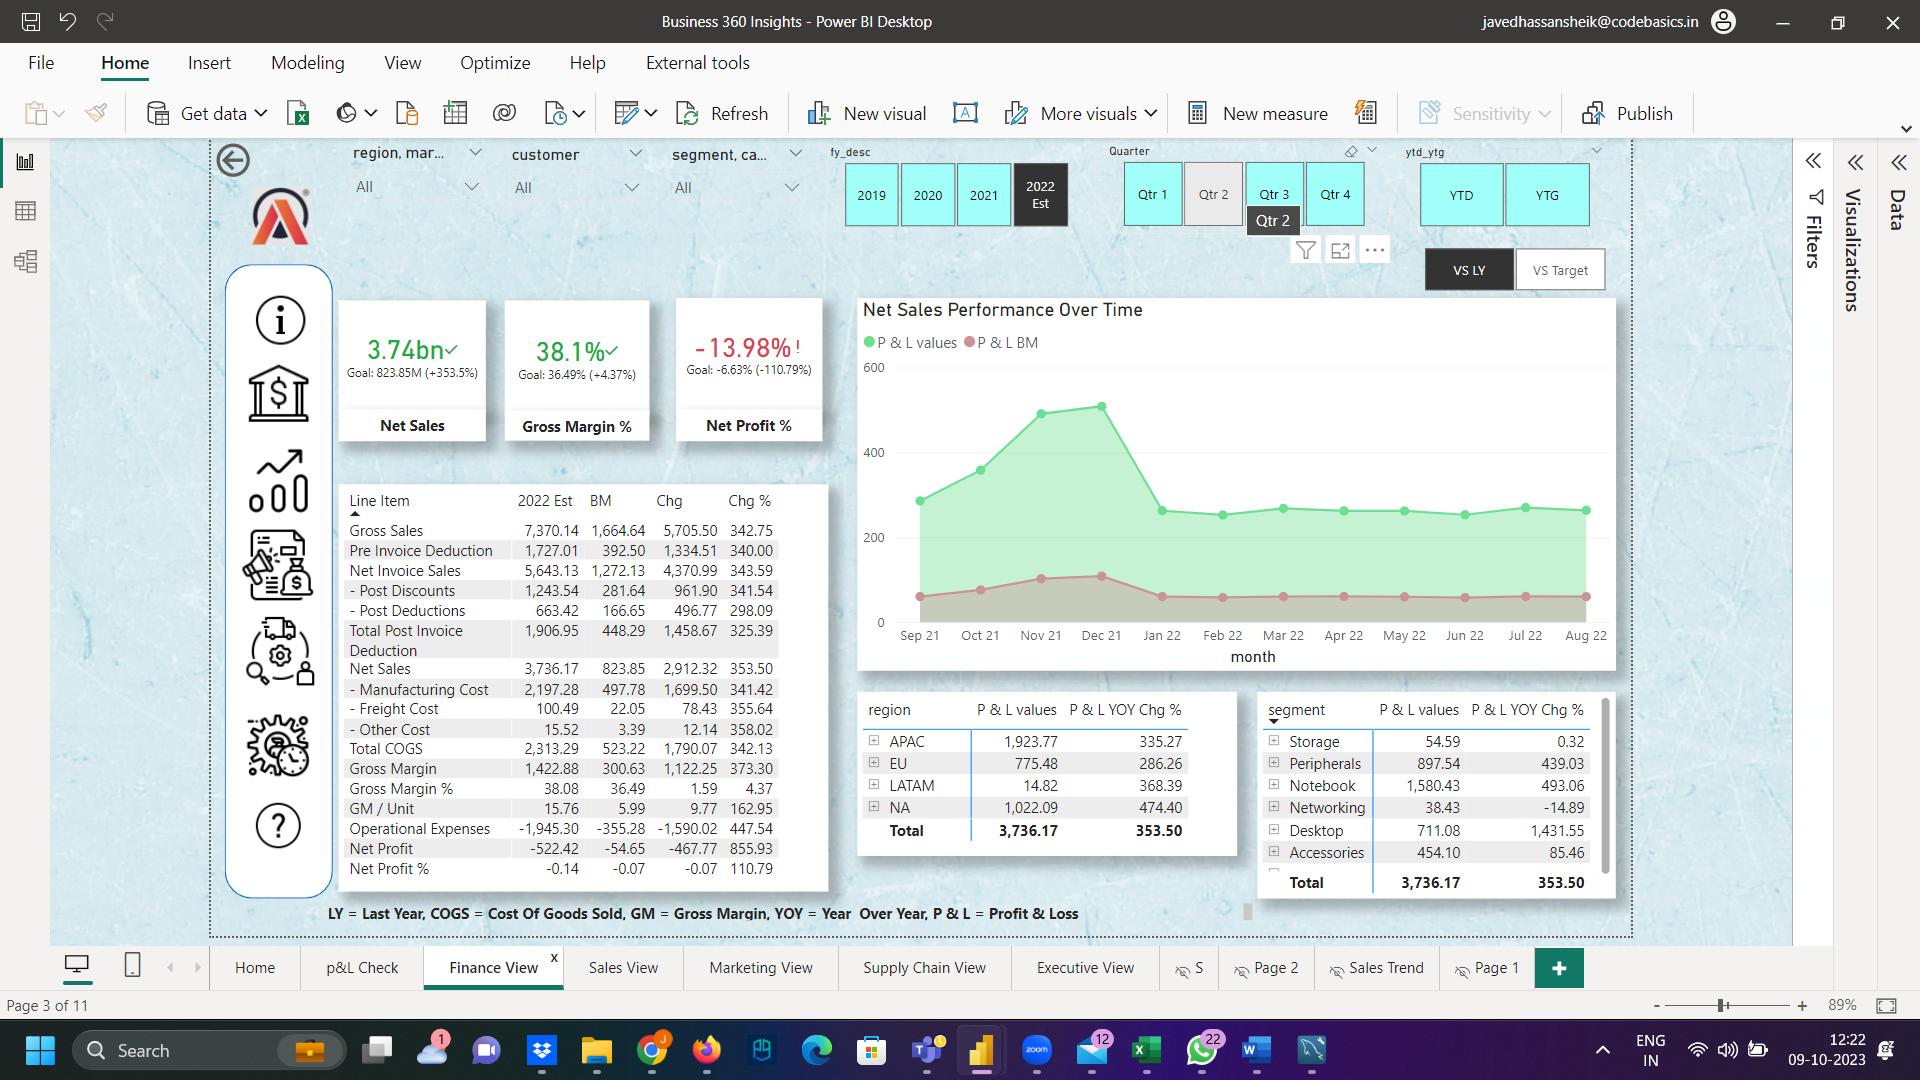 Business 360 Insights - Power BI Desktop
javedhassansheik@codebasics.in
File Home Insert Modeling View Optimize Help External tools
Get data Refresh New visual A More visuals New measure Sensitivity Publish
region, mar... customer segment, ca... fy_desc Quarter ytd_ytg
All All All
2019 2020 2021 2022 Est
Qtr 1 Qtr 2 Qtr 3 Qtr 4
Qtr 2
YTD YTG
VS LY VS Target
Filters
Visualizations
Data
3.74bn
Goal: 823.85M (+353.5%)
Net Sales
38.1%
Goal: 36.49% (+4.37%)
Gross Margin %
-13.98%!
Goal: -6.63% (-110.79%)
Net Profit %
Net Sales Performance Over Time
P & L values P & L BM
600
400
200
0
Sep 21 Oct 21 Nov 21 Dec 21 Jan 22 Feb 22 Mar 22 Apr 22 May 22 Jun 22 Jul 22 Aug 22
month
Line Item 2022 Est BM Chg Chg %
Gross Sales 7,370.14 1,664.64 5,705.50 342.75
Pre Invoice Deduction 1,727.01 392.50 1,334.51 340.00
Net Invoice Sales 5,643.13 1,272.13 4,370.99 343.59
- Post Discounts 1,243.54 281.64 961.90 341.54
- Post Deductions 663.42 166.65 496.77 298.09
Total Post Invoice 1,906.95 448.29 1,458.67 325.39
Deduction
Net Sales 3,736.17 823.85 2,912.32 353.50
- Manufacturing Cost 2,197.28 497.78 1,699.50 341.42
- Freight Cost 100.49 22.05 78.43 355.64
- Other Cost 15.52 3.39 12.14 358.02
Total COGS 2,313.29 523.22 1,790.07 342.13
Gross Margin 1,422.88 300.63 1,122.25 373.30
Gross Margin % 38.08 36.49 1.59 4.37
GM / Unit 15.76 5.99 9.77 162.95
Operational Expenses -1,945.30 -355.28 -1,590.02 447.54
Net Profit -522.42 -54.65 -467.77 855.93
Net Profit % -0.14 -0.07 -0.07 110.79
region P & L values P & L YOY Chg %
APAC 1,923.77 335.27
EU 775.48 286.26
LATAM 14.82 368.39
NA 1,022.09 474.40
Total 3,736.17 353.50
segment P & L values P & L YOY Chg %
Storage 54.59 0.32
Peripherals 897.54 439.03
Notebook 1,580.43 493.06
Networking 38.43 -14.89
Desktop 711.08 1,431.55
Accessories 454.10 85.46
Total 3,736.17 353.50
LY = Last Year, COGS = Cost Of Goods Sold, GM = Gross Margin, YOY = Year Over Year, P & L = Profit & Loss
Home p&L Check Finance View x Sales View Marketing View Supply Chain View Executive View S Page 2 Sales Trend Page 1 +
Page 3 of 11
- + 89%
Search
1
J
zoom
12
22
ENG
IN
12:22
09-10-2023